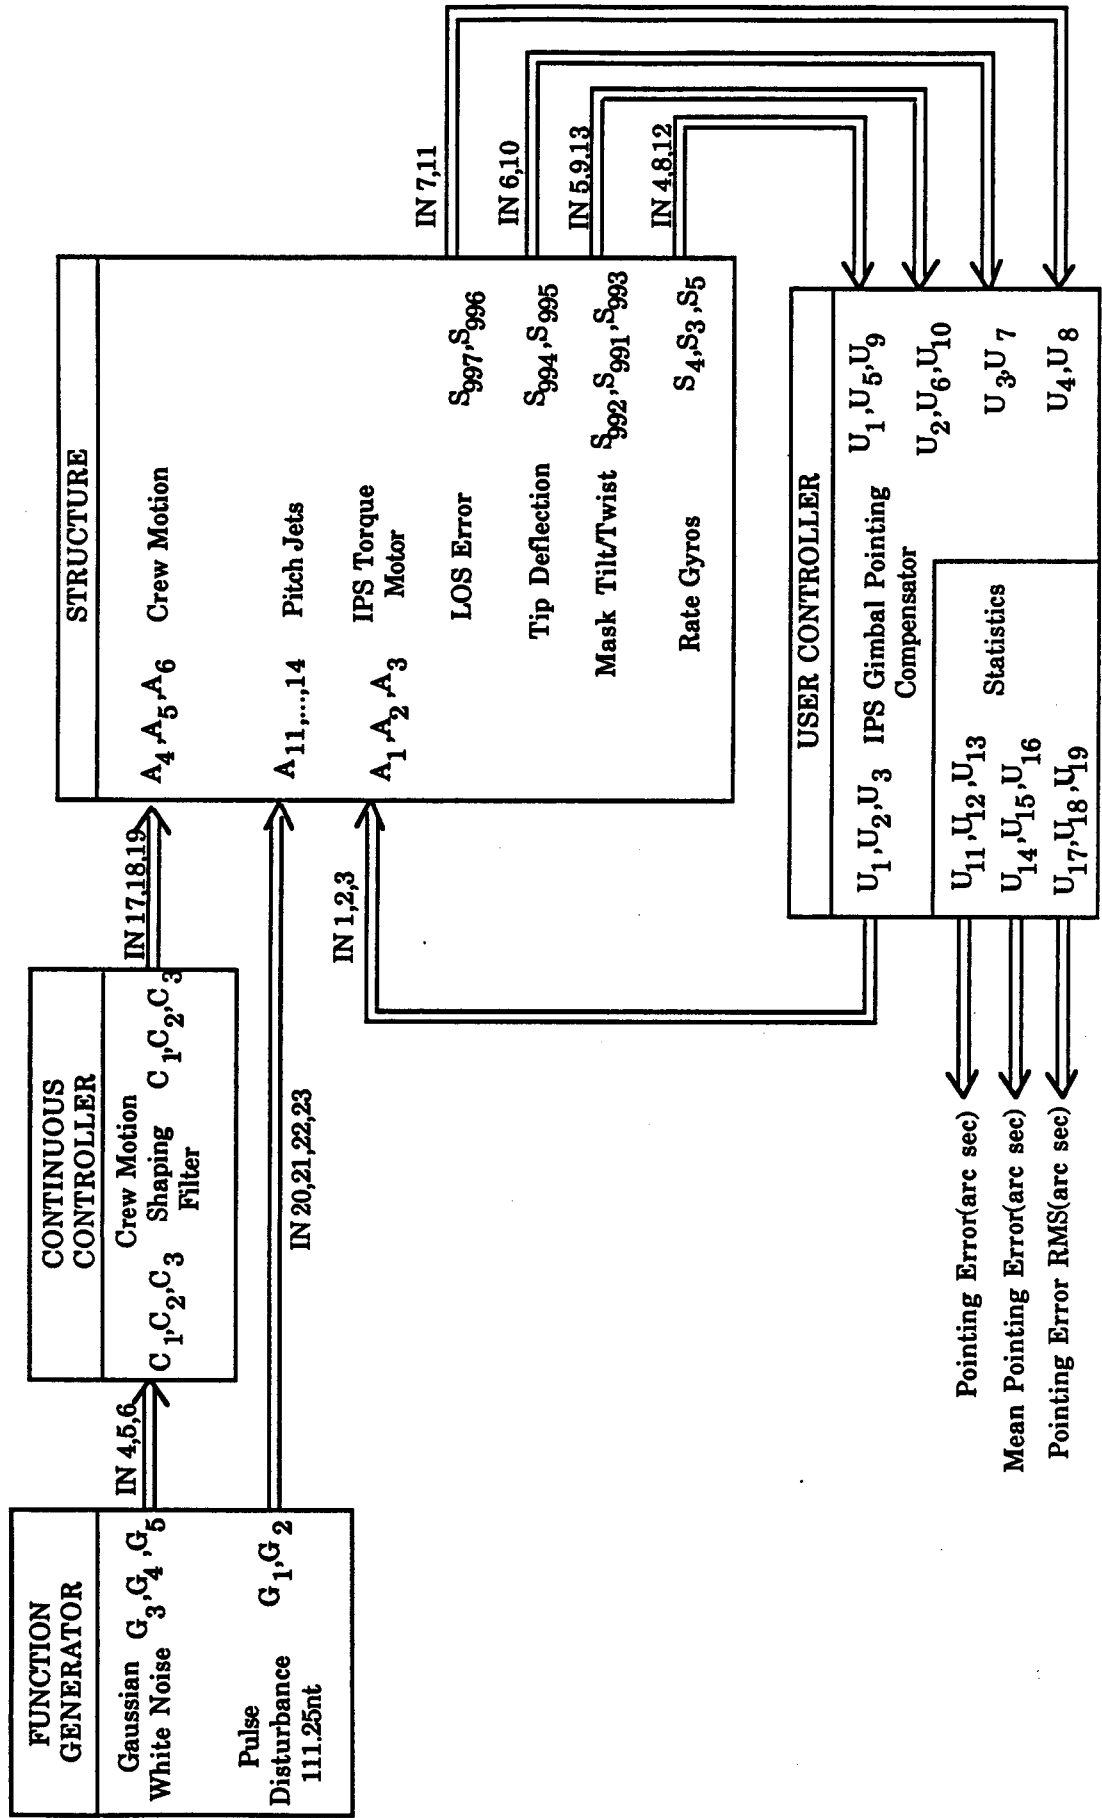 FUNCTION
GENERATOR
Gaussian G3,G4,G5
White Noise
Pulse
Disturbance G1,G2
111.25nt
IN 4,5,6
CONTINUOUS
CONTROLLER
Crew Motion
C1,C2,C3 Shaping C1,C2,C3
Filter
IN 17,18,19
IN 20,21,22,23
IN 1,2,3
STRUCTURE
A4,A5,A6 Crew Motion
A11,...,14 Pitch Jets
A1,A2,A3 IPS Torque
Motor
LOS Error S997,S996
Tip Deflection S994,S995
Mask Tilt/Twist S992,S991,S993
Rate Gyros S4,S3,S5
IN 7,11
IN 6,10
IN 5,9,13
IN 4,8,12
USER CONTROLLER
U1,U2,U3 IPS Gimbal Pointing U1,U5,U9
Compensator U2,U6,U10
U3,U7
U4,U8
U11,U12,U13
Statistics
U14,U15,U16
U17,U18,U19
Pointing Error(arc sec)
Mean Pointing Error(arc sec)
Pointing Error RMS(arc sec)